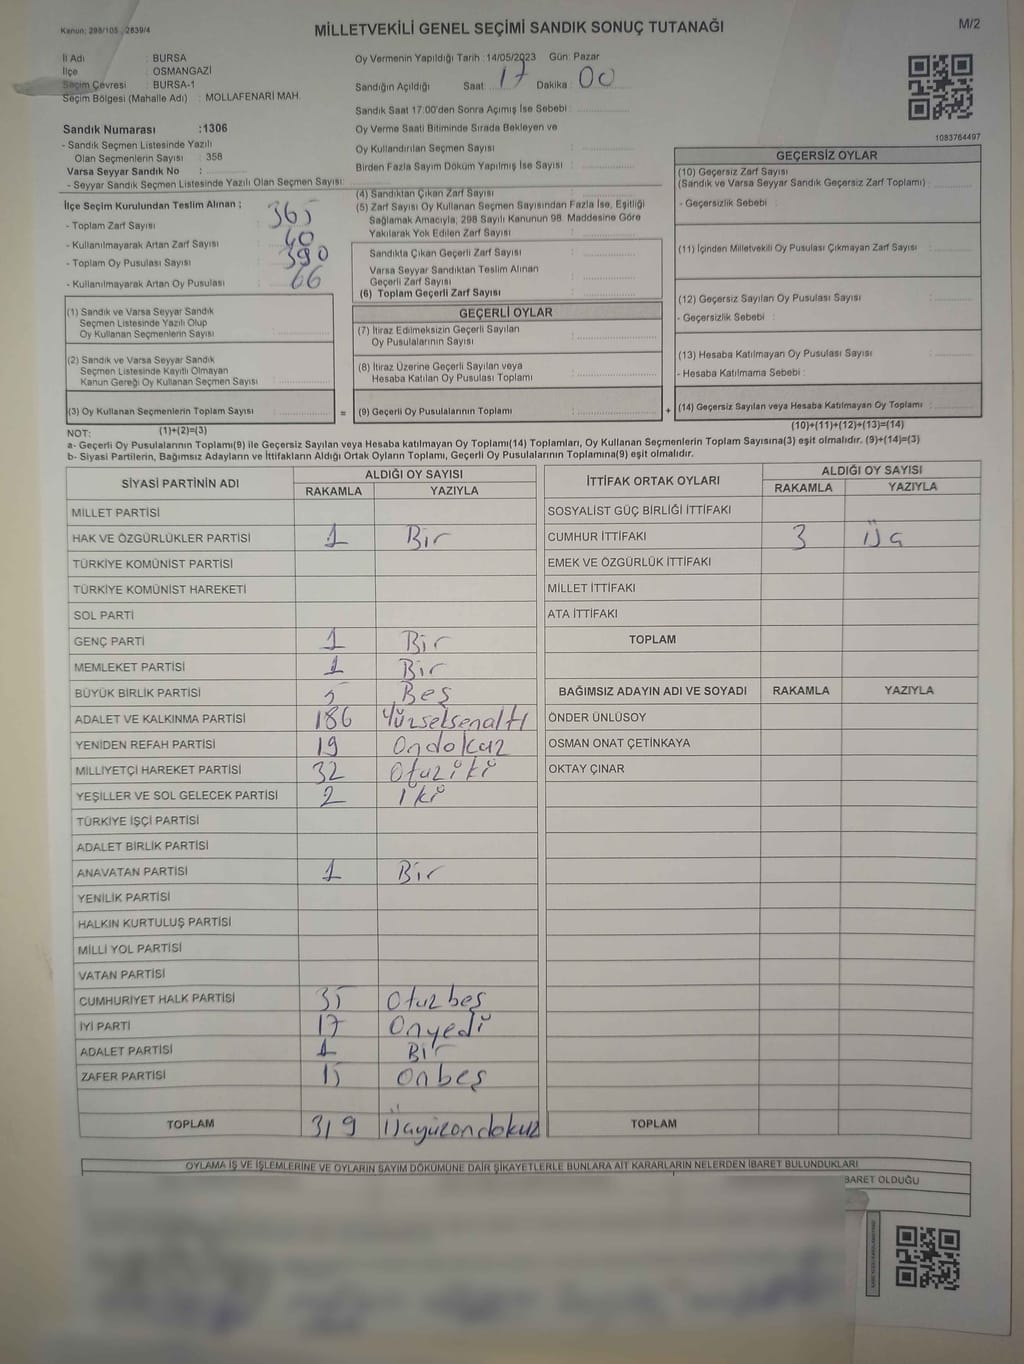 Kanun: 298/105 , 2839/4
MİLLETVEKİLİ GENEL SEÇİMİ SANDIK SONUÇ TUTANAĞI
M/2
İl Adı : BURSA
İlçe : OSMANGAZİ
Seçim Çevresi : BURSA-1
Seçim Bölgesi (Mahalle Adı) : MOLLAFENARİ MAH.
Sandık Numarası :1306
- Sandık Seçmen Listesinde Yazılı
Olan Seçmenlerin Sayısı : 358
Varsa Seyyar Sandık No :
- Seyyar Sandık Seçmen Listesinde Yazılı Olan Seçmen Sayısı:
Oy Vermenin Yapıldığı Tarih :14/05/2023 Gün: Pazar
Sandığın Açıldığı Saat: 17 Dakika: 00
Sandık Saat 17.00'den Sonra Açımış İse Sebebi :
Oy Verme Saati Bitiminde Sırada Bekleyen ve
Oy Kullandırılan Seçmen Sayısı :
Birden Fazla Sayım Döküm Yapılmış İse Sayısı :
1083764497
İlçe Seçim Kurulundan Teslim Alınan ;
- Toplam Zarf Sayısı : 365
- Kullanılmayarak Artan Zarf Sayısı : 40
- Toplam Oy Pusulası Sayısı : 390
- Kullanılmayarak Artan Oy Pusulası : 66
(1) Sandık ve Varsa Seyyar Sandık
Seçmen Listesinde Yazılı Olup
Oy Kullanan Seçmenlerin Sayısı :
(2) Sandık ve Varsa Seyyar Sandık
Seçmen Listesinde Kayıtlı Olmayan
Kanun Gereği Oy Kullanan Seçmen Sayısı :
(3) Oy Kullanan Seçmenlerin Toplam Sayısı : =
(4) Sandıktan Çıkan Zarf Sayısı :
(5) Zarf Sayısı Oy Kullanan Seçmen Sayısından Fazla İse, Eşitliği
Sağlamak Amacıyla; 298 Sayılı Kanunun 98. Maddesine Göre
Yakılarak Yok Edilen Zarf Sayısı :
Sandıkta Çıkan Geçerli Zarf Sayısı :
Varsa Seyyar Sandıktan Teslim Alınan
Geçerli Zarf Sayısı :
(6) Toplam Geçerli Zarf Sayısı :
GEÇERLİ OYLAR
(7) İtiraz Edilmeksizin Geçerli Sayılan
Oy Pusulalarının Sayısı :
(8) İtiraz Üzerine Geçerli Sayılan veya
Hesaba Katılan Oy Pusulası Toplamı :
(9) Geçerli Oy Pusulalarının Toplamı : +
GEÇERSİZ OYLAR
(10) Geçersiz Zarf Sayısı
(Sandık ve Varsa Seyyar Sandık Geçersiz Zarf Toplamı) :
- Geçersizlik Sebebi :
(11) İçinden Milletvekili Oy Pusulası Çıkmayan Zarf Sayısı :
(12) Geçersiz Sayılan Oy Pusulası Sayısı :
- Geçersizlik Sebebi :
(13) Hesaba Katılmayan Oy Pusulası Sayısı :
- Hesaba Katılmama Sebebi :
(14) Geçersiz Sayılan veya Hesaba Katılmayan Oy Toplamı :
NOT: (1)+(2)=(3)
(10)+(11)+(12)+(13)=(14)
a- Geçerli Oy Pusulalarının Toplamı(9) ile Geçersiz Sayılan veya Hesaba katılmayan Oy Toplamı(14) Toplamları, Oy Kullanan Seçmenlerin Toplam Sayısına(3) eşit olmalıdır. (9)+(14)=(3)
b- Siyasi Partilerin, Bağımsız Adayların ve İttifakların Aldığı Ortak Oyların Toplamı, Geçerli Oy Pusulalarının Toplamına(9) eşit olmalıdır.
SİYASİ PARTİNİN ADI ALDIĞI OY SAYISI
RAKAMLA YAZIYLA
MİLLET PARTİSİ
HAK VE ÖZGÜRLÜKLER PARTİSİ 1 Bir
TÜRKİYE KOMÜNİST PARTİSİ
TÜRKİYE KOMÜNİST HAREKETİ
SOL PARTİ
GENÇ PARTİ 1 Bir
MEMLEKET PARTİSİ 1 Bir
BÜYÜK BİRLİK PARTİSİ 5 Beş
ADALET VE KALKINMA PARTİSİ 186 Yüzseksenaltı
YENİDEN REFAH PARTİSİ 19 Ondokuz
MİLLİYETÇİ HAREKET PARTİSİ 32 Otuziki
YEŞİLLER VE SOL GELECEK PARTİSİ 2 İki
TÜRKİYE İŞÇİ PARTİSİ
ADALET BİRLİK PARTİSİ
ANAVATAN PARTİSİ 1 Bir
YENİLİK PARTİSİ
HALKIN KURTULUŞ PARTİSİ
MİLLİ YOL PARTİSİ
VATAN PARTİSİ
CUMHURİYET HALK PARTİSİ 35 Otuzbeş
İYİ PARTİ 17 Onyedi
ADALET PARTİSİ 1 Bir
ZAFER PARTİSİ 15 Onbeş
TOPLAM 319 Üçyüzondokuz
İTTİFAK ORTAK OYLARI ALDIĞI OY SAYISI
RAKAMLA YAZIYLA
SOSYALİST GÜÇ BİRLİĞİ İTTİFAKI
CUMHUR İTTİFAKI 3 Üç
EMEK VE ÖZGÜRLÜK İTTİFAKI
MİLLET İTTİFAKI
ATA İTTİFAKI
TOPLAM
BAĞIMSIZ ADAYIN ADI VE SOYADI RAKAMLA YAZIYLA
ÖNDER ÜNLÜSOY
OSMAN ONAT ÇETİNKAYA
OKTAY ÇINAR
TOPLAM
OYLAMA İŞ VE İŞLEMLERİNE VE OYLARIN SAYIM DÖKÜMÜNE DAİR ŞİKAYETLERLE BUNLARA AİT KARARLARIN NELERDEN İBARET BULUNDUKLARI
BARET OLDUĞU